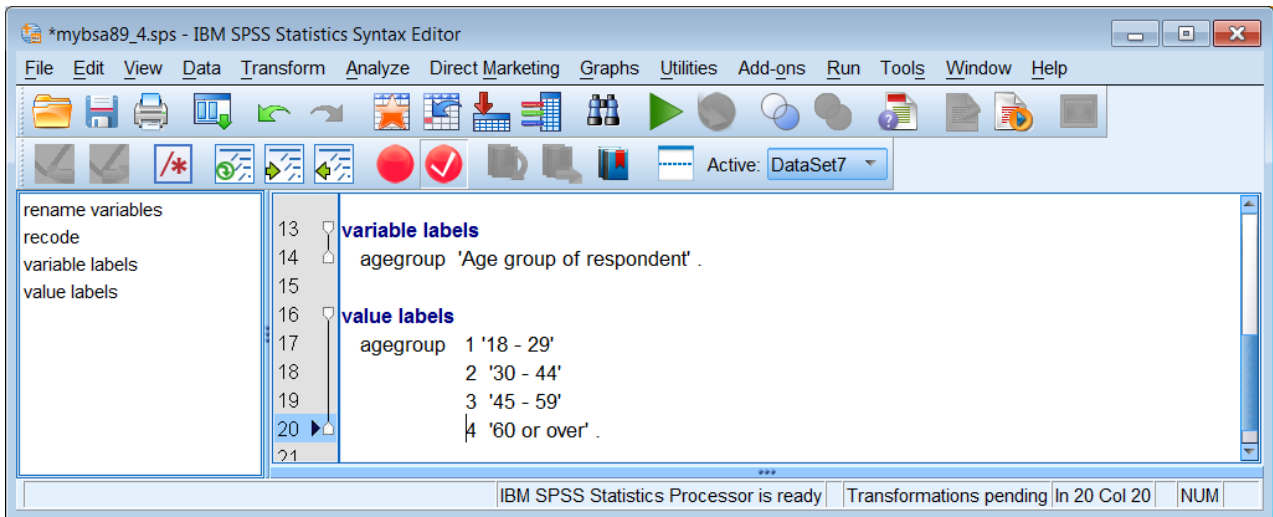 *mybsa89_4.sps - IBM SPSS Statistics Syntax Editor
File Edit View Data Transform Analyze Direct Marketing Graphs Utilities Add-ons Run Tools Window Help
Active: DataSet7
rename variables
recode
variable labels
value labels
13 variable labels
14 agegroup 'Age group of respondent' .
15
16 value labels
17 agegroup 1 '18 - 29'
18 2 '30 - 44'
19 3 '45 - 59'
20 4 '60 or over' .
21
IBM SPSS Statistics Processor is ready Transformations pending In 20 Col 20 NUM